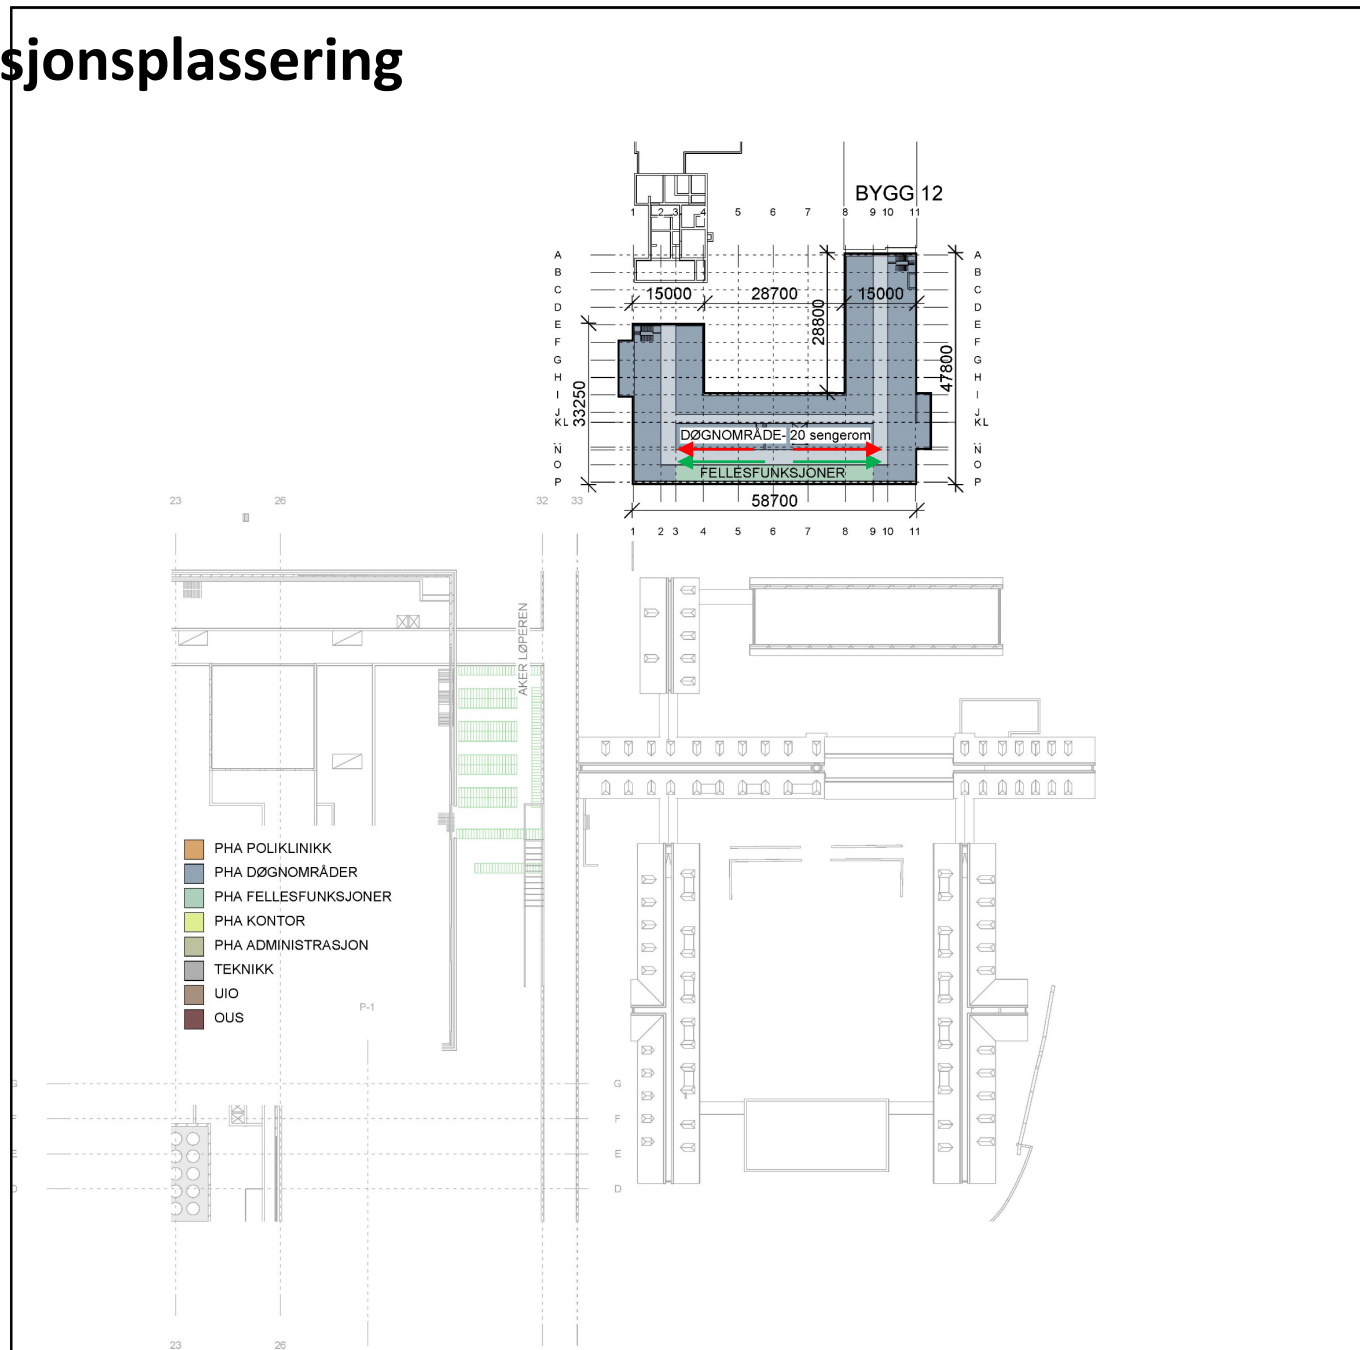 sjonsplassering
BYGG 12
1 2 3 4 5 6 7 8 9 10 11
A A
B B
C C
D D
E E
F F
G G
H H
I I
J J
K L K L
N N
O O
P P
15000 28700 15000
28800
47800
33250
DØGNOMRÅDE- 20 sengerom
FELLESFUNKSJONER
58700
1 2 3 4 5 6 7 8 9 10 11
23 26 32 33
AKER LØPEREN
PHA POLIKLINIKK
PHA DØGNOMRÅDER
PHA FELLESFUNKSJONER
PHA KONTOR
PHA ADMINISTRASJON
TEKNIKK
UIO
OUS
P-1
G G
F F
E E
D D
23 26